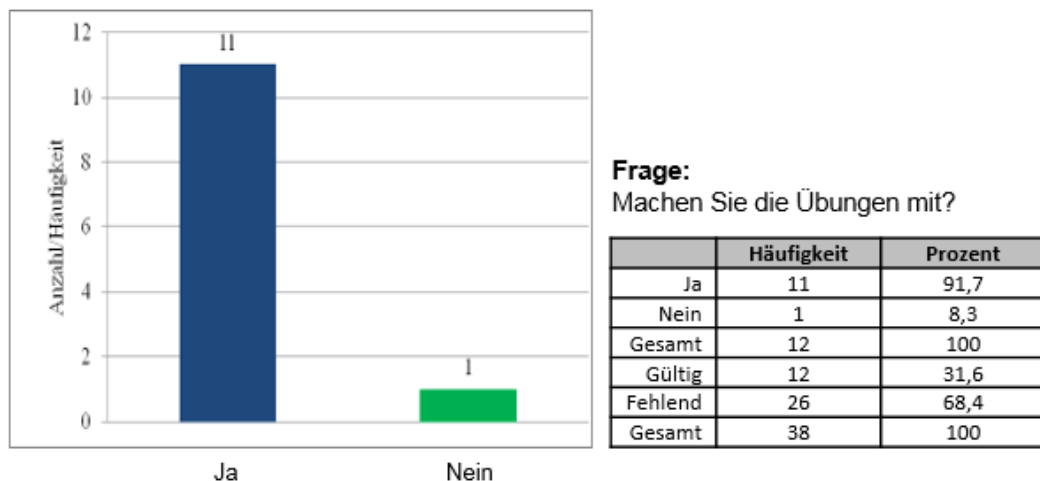 12
10
8
6
4
2
0
Anzahl/Häufigkeit
11
1
Ja Nein
Frage:
Machen Sie die Übungen mit?
Häufigkeit Prozent
Ja 11 91,7
Nein 1 8,3
Gesamt 12 100
Gültig 12 31,6
Fehlend 26 68,4
Gesamt 38 100